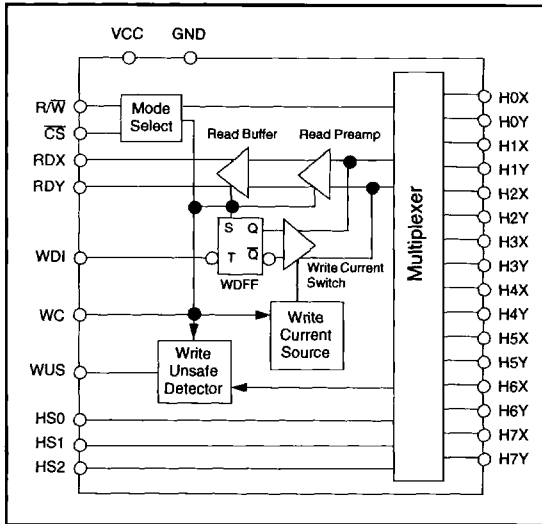 VCC GND
R/W̅
C̅S̅
Mode
Select
Read Buffer
Read Preamp
RDX
RDY
S Q
T Q̅
WDFF
WDI
Write Current
Switch
WC
Write
Current
Source
WUS
Write
Unsafe
Detector
HS0
HS1
HS2
Multiplexer
H0X
H0Y
H1X
H1Y
H2X
H2Y
H3X
H3Y
H4X
H4Y
H5X
H5Y
H6X
H6Y
H7X
H7Y